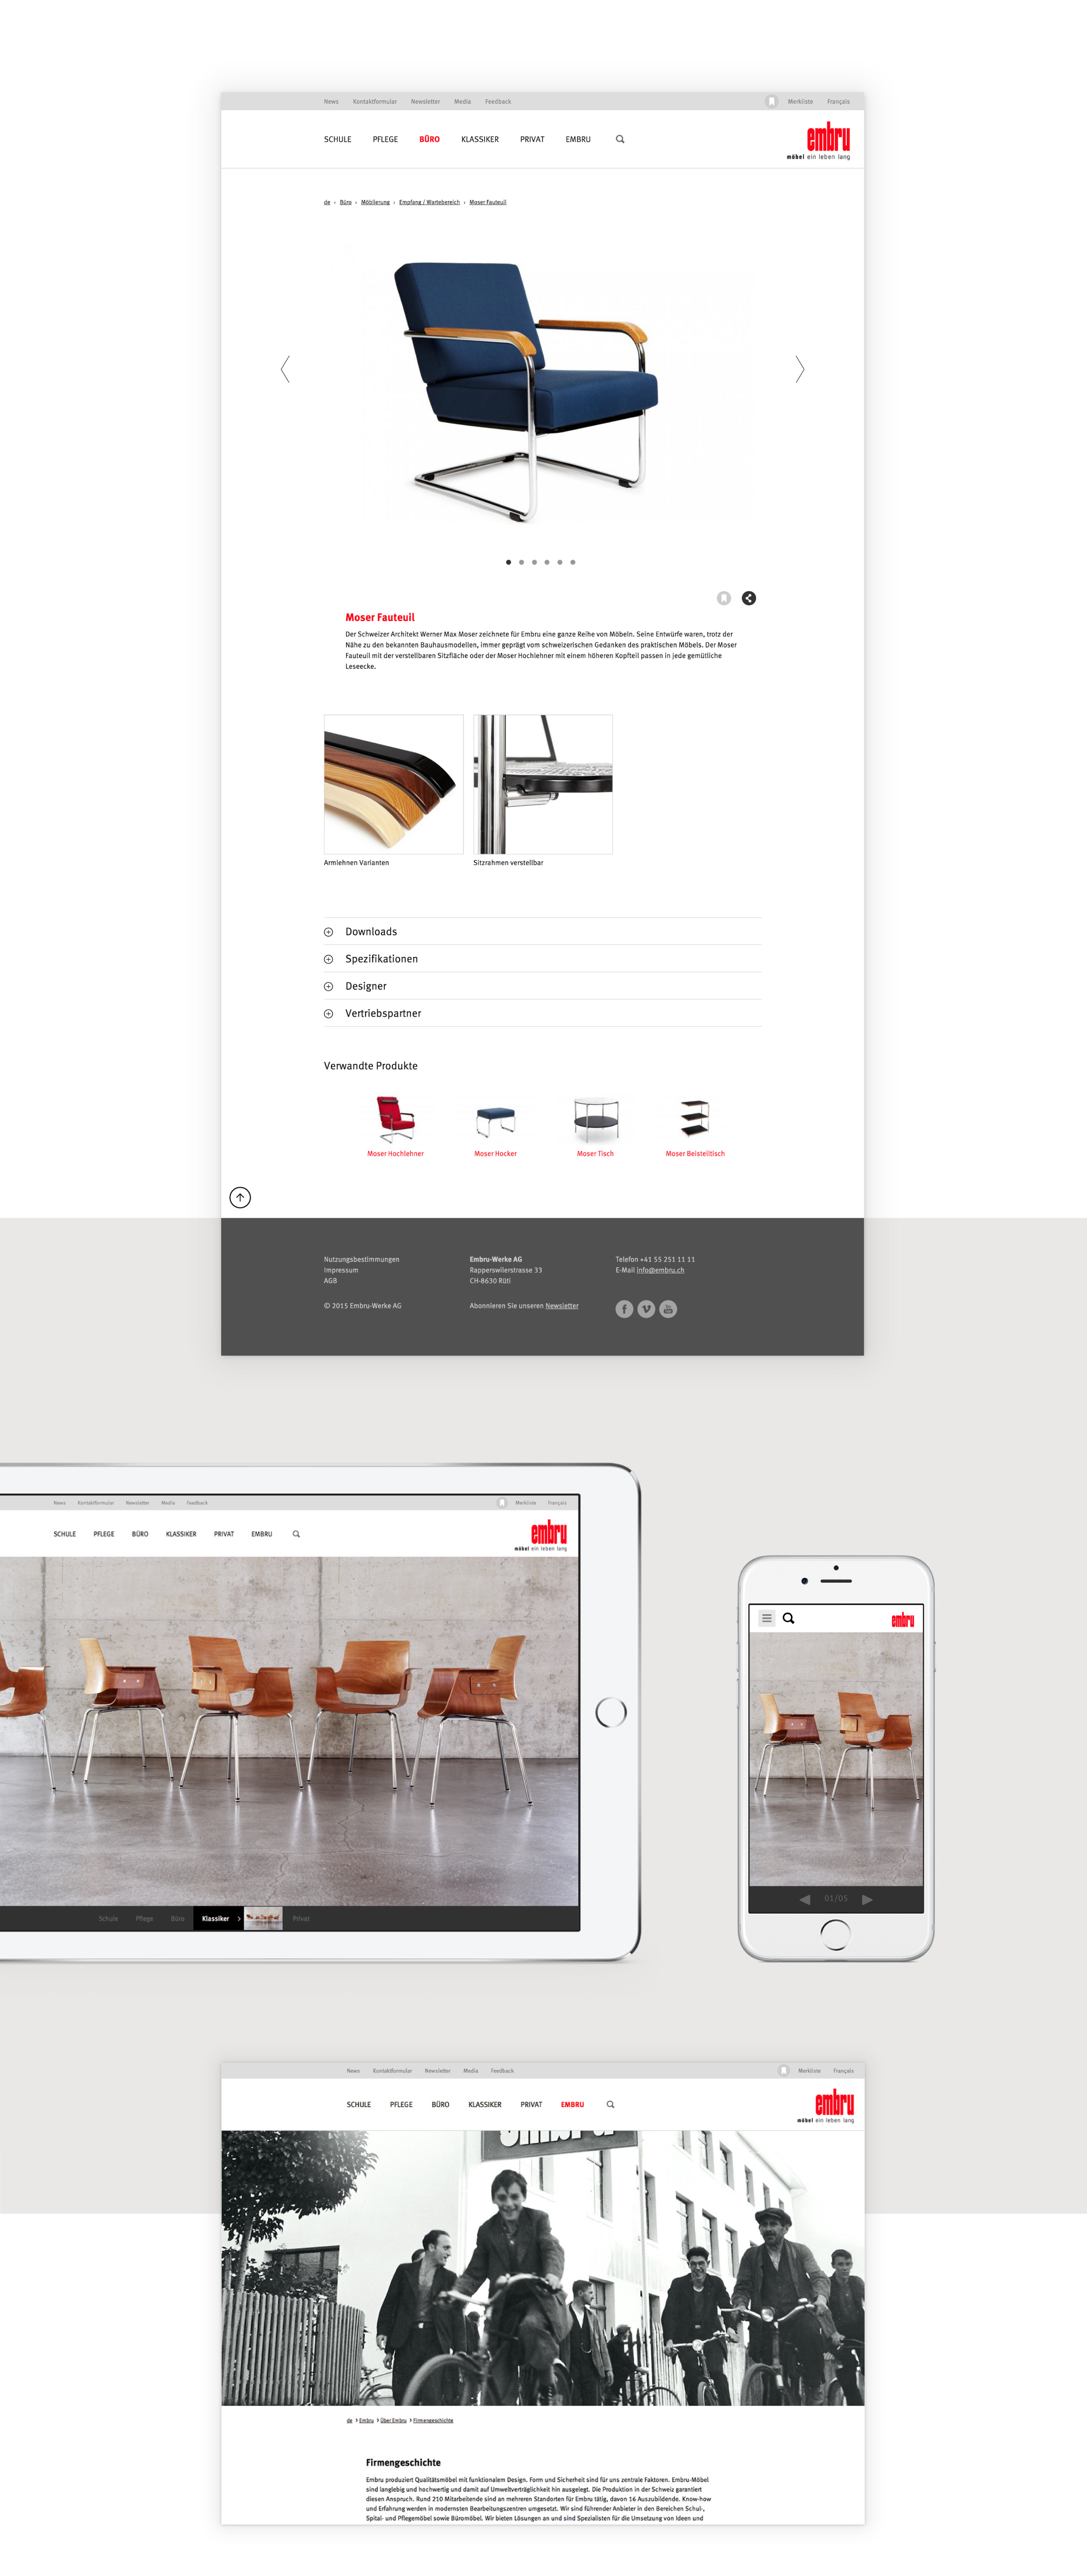 News Kontaktformular Newsletter Media Feedback Merkliste Français
SCHULE PFLEGE BÜRO KLASSIKER PRIVAT EMBRU
embru
möbel ein leben lang
de › Büro › Möblierung › Empfang / Wartebereich › Moser Fauteuil
Moser Fauteuil
Der Schweizer Architekt Werner Max Moser zeichnete für Embru eine ganze Reihe von Möbeln. Seine Entwürfe waren, trotz der
Nähe zu den bekannten Bauhausmodellen, immer geprägt vom schweizerischen Gedanken des praktischen Möbels. Der Moser
Fauteuil mit der verstellbaren Sitzfläche oder der Moser Hochlehner mit einem höheren Kopfteil passen in jede gemütliche
Leseecke.
Armlehnen Varianten
Sitzrahmen verstellbar
Downloads
Spezifikationen
Designer
Vertriebspartner
Verwandte Produkte
Moser Hochlehner
Moser Hocker
Moser Tisch
Moser Beistelltisch
Nutzungsbestimmungen
Impressum
AGB
© 2015 Embru-Werke AG
Embru-Werke AG
Rapperswilerstrasse 33
CH-8630 Rüti
Abonnieren Sie unseren Newsletter
Telefon +41 55 251 11 11
E-Mail info@embru.ch
f V You Tube
News Kontaktformular Newsletter Media Feedback Merkliste Français
SCHULE PFLEGE BÜRO KLASSIKER PRIVAT EMBRU
embru
möbel ein leben lang
Schule Pflege Büro Klassiker › Privat
embru
01/05
News Kontaktformular Newsletter Media Feedback Merkliste Français
SCHULE PFLEGE BÜRO KLASSIKER PRIVAT EMBRU
embru
möbel ein leben lang
embru
de › Embru › Über Embru › Firmengeschichte
Firmengeschichte
Embru produziert Qualitätsmöbel mit funktionalem Design. Form und Sicherheit sind für uns zentrale Faktoren. Embru-Möbel
sind langlebig und hochwertig und damit auf Umweltverträglichkeit hin ausgelegt. Die Produktion in der Schweiz garantiert
diesen Anspruch. Rund 210 Mitarbeitende sind an mehreren Standorten für Embru tätig, davon 16 Auszubildende. Know-how
und Erfahrung werden in modernsten Bearbeitungszentren umgesetzt. Wir sind führender Anbieter in den Bereichen Schul-,
Spital- und Pflegemöbel sowie Büromöbel. Wir bieten Lösungen an und sind Spezialisten für die Umsetzung von Ideen und